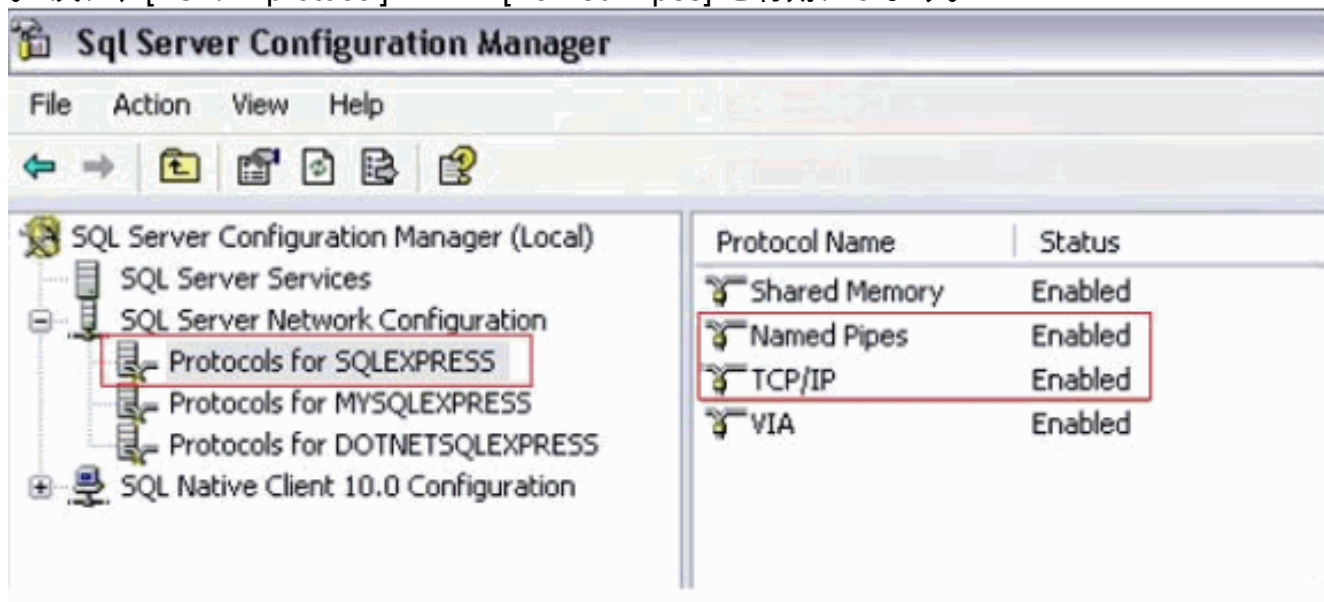 Sql Server Configuration Manager
File Action View Help
SQL Server Configuration Manager (Local)
SQL Server Services
SQL Server Network Configuration
Protocols for SQLEXPRESS
Protocols for MYSQLEXPRESS
Protocols for DOTNETSQLEXPRESS
SQL Native Client 10.0 Configuration
Protocol Name Status
Shared Memory Enabled
Named Pipes Enabled
TCP/IP Enabled
VIA Enabled